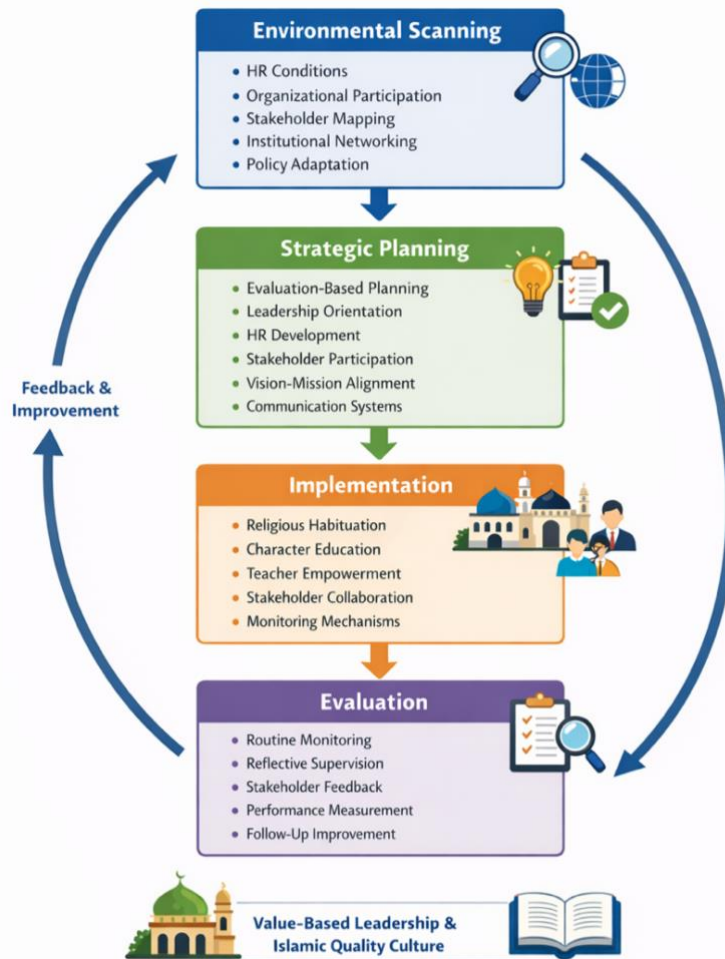 Environmental Scanning
HR Conditions
Organizational Participation
Stakeholder Mapping
Institutional Networking
Policy Adaptation
Strategic Planning
Evaluation-Based Planning
Leadership Orientation
HR Development
Stakeholder Participation
Vision-Mission Alignment
Communication Systems
Feedback &
Improvement
Implementation
Religious Habituation
Character Education
Teacher Empowerment
Stakeholder Collaboration
Monitoring Mechanisms
Evaluation
Routine Monitoring
Reflective Supervision
Stakeholder Feedback
Performance Measurement
Follow-Up Improvement
Value-Based Leadership &
Islamic Quality Culture